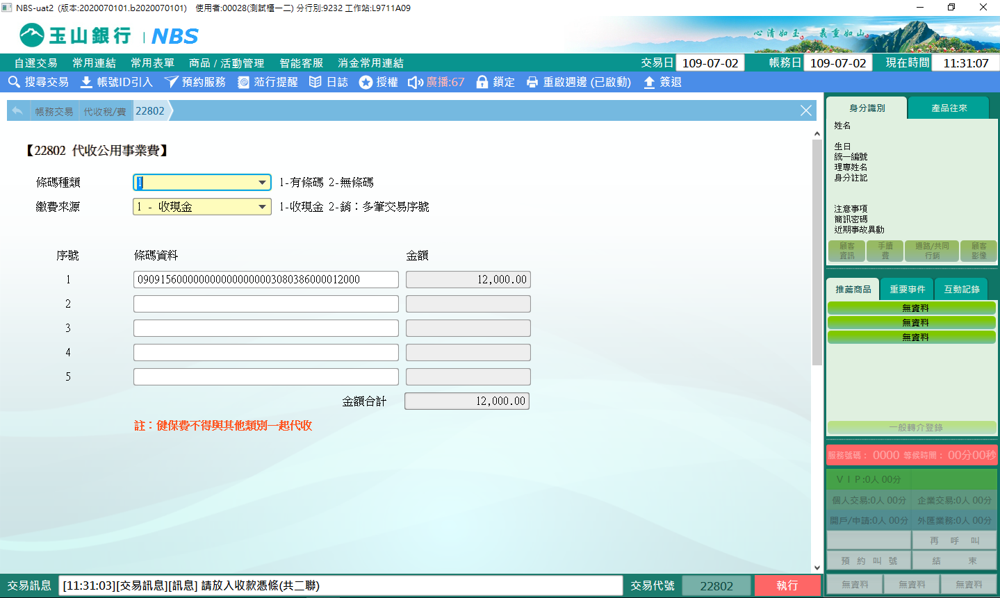 NBS-uat2 (版本:2020070101.b2020070101) 使用者:00028(測試櫃一二) 分行別:9232 工作站:L9711A09
玉山銀行 | NBS
心清如玉。義重如山。
自選交易 常用連結 常用表單 商品/活動管理 智能客服 消金常用連結 交易日 109-07-02 帳務日 109-07-02 現在時間 11:31:07
搜尋交易 帳號ID引入 預約服務 蒞行提醒 日誌 授權 廣播:67 鎖定 重啟週邊 (已啟動) 簽退
帳務交易 代收稅/費 22802
【22802 代收公用事業費】
條碼種類 1 1-有條碼 2-無條碼
繳費來源 1 - 收現金 1-收現金 2-銷：多筆交易序號
序號 條碼資料 金額
1 0909156000000000000000003080386000012000 12,000.00
2
3
4
5
金額合計 12,000.00
註：健保費不得與其他類別一起代收
身分識別 產品往來
姓名
生日
統一編號
理專姓名
身分註記
注意事項
簡訊密碼
近期事故異動
顧客資訊 手續費 通路/共同行銷 顧客影像
推薦商品 重要事件 互動記錄
無資料
無資料
無資料
一般轉介登錄
服務號碼： 0000 等候時間： 00分00秒
ＶＩＰ:0人 00分
個人交易:0人 00分 企業交易:0人 00分
開戶/申請:0人 00分 外匯業務:0人 00分
再 呼 叫
預 約 叫 號 結 束
無資料 無資料 無資料
交易訊息 [11:31:03][交易訊息][訊息] 請放入收款憑條(共二聯) 交易代號 22802 執行